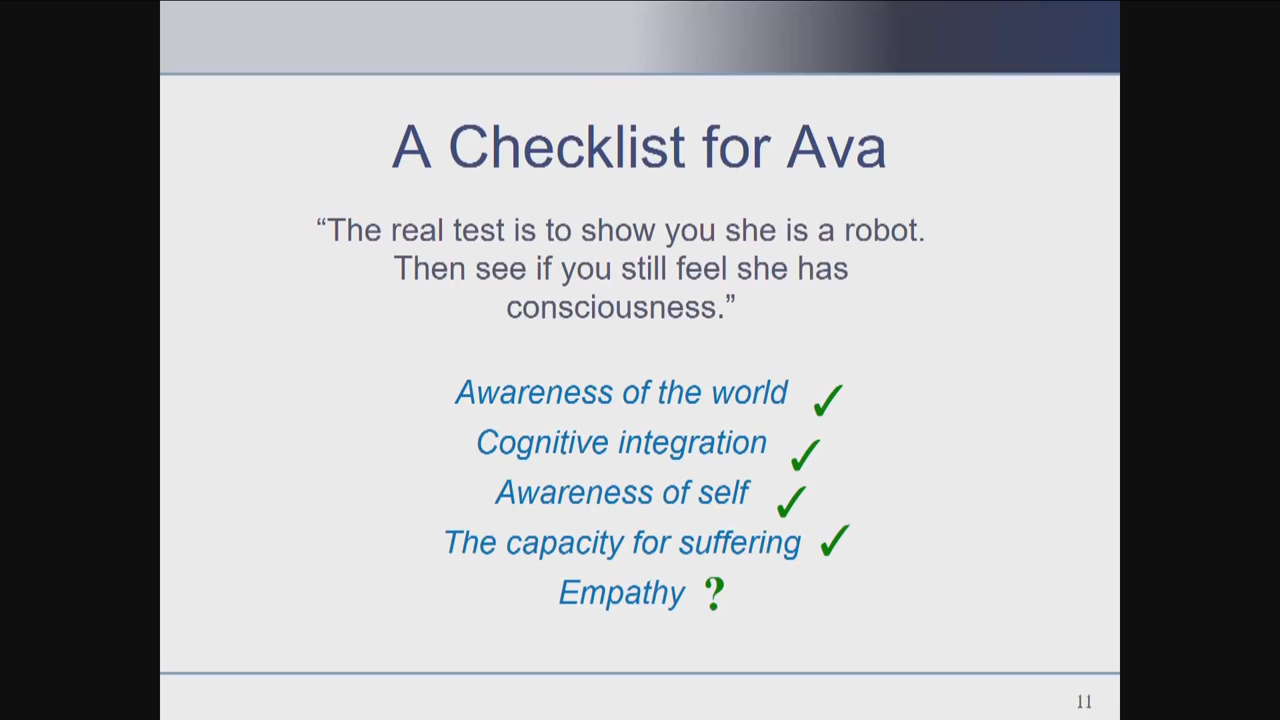 A Checklist for Ava
“The real test is to show you she is a robot.
Then see if you still feel she has
consciousness.”
Awareness of the world ✓
Cognitive integration ✓
Awareness of self ✓
The capacity for suffering ✓
Empathy ?
11